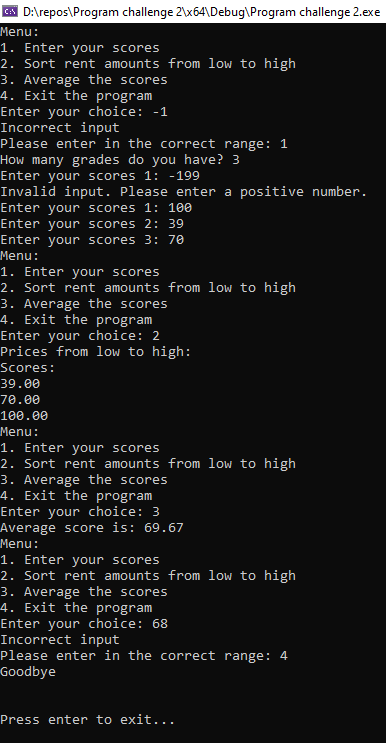 D:\repos\Program challenge 2\x64\Debug\Program challenge 2.exe
Menu:
1. Enter your scores
2. Sort rent amounts from low to high
3. Average the scores
4. Exit the program
Enter your choice: -1
Incorrect input
Please enter in the correct range: 1
How many grades do you have? 3
Enter your scores 1: -199
Invalid input. Please enter a positive number.
Enter your scores 1: 100
Enter your scores 2: 39
Enter your scores 3: 70
Menu:
1. Enter your scores
2. Sort rent amounts from low to high
3. Average the scores
4. Exit the program
Enter your choice: 2
Prices from low to high:
Scores:
39.00
70.00
100.00
Menu:
1. Enter your scores
2. Sort rent amounts from low to high
3. Average the scores
4. Exit the program
Enter your choice: 3
Average score is: 69.67
Menu:
1. Enter your scores
2. Sort rent amounts from low to high
3. Average the scores
4. Exit the program
Enter your choice: 68
Incorrect input
Please enter in the correct range: 4
Goodbye
Press enter to exit...